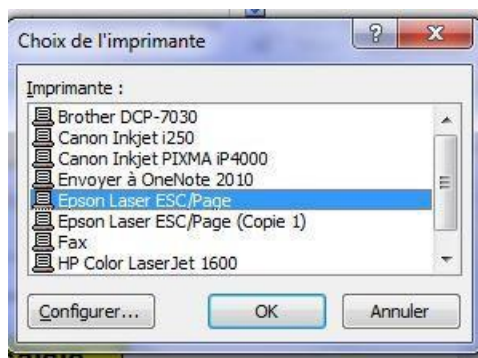 Choix de l'imprimante
Imprimante :
Brother DCP-7030
Canon Inkjet i250
Canon Inkjet PIXMA iP4000
Envoyer à OneNote 2010
Epson Laser ESC/Page
Epson Laser ESC/Page (Copie 1)
Fax
HP Color LaserJet 1600
Configurer... OK Annuler